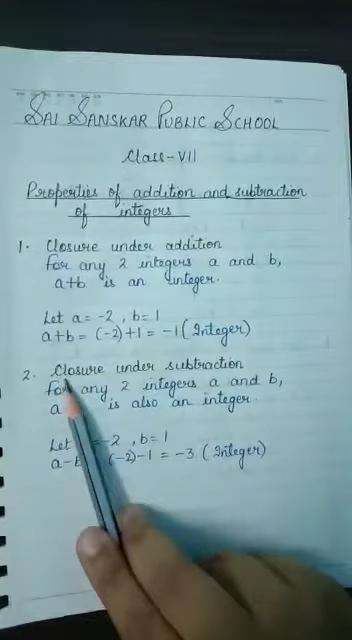 SAI SANSKAR PUBLIC SCHOOL
Class-VII
Properties of addition and subtraction
of integers
1. Closure under addition
For any 2 integers a and b,
a+b is an integer.
Let a = -2, b = 1
a+b = (-2)+1 = -1 (Integer)
2. Closure under subtraction
For any 2 integers a and b,
a is also an integer.
Let = -2, b = 1
a-b (-2)-1 = -3 (Integer)